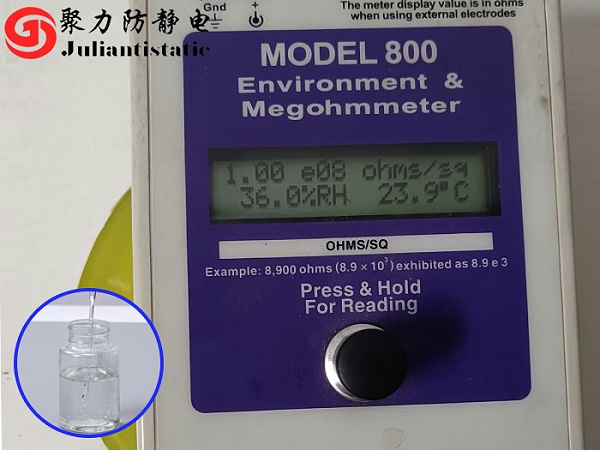 聚力防静电
Juliantistatic
Gnd
+
The meter display value is in ohms
when using external electrodes
MODEL 800
Environment &
Megohmmeter
1.00 e08 ohms/sq
36.0%RH 23.9°C
OHMS/SQ
Example: 8,900 ohms (8.9 × 10³) exhibited as 8.9 e 3
Press & Hold
For Reading